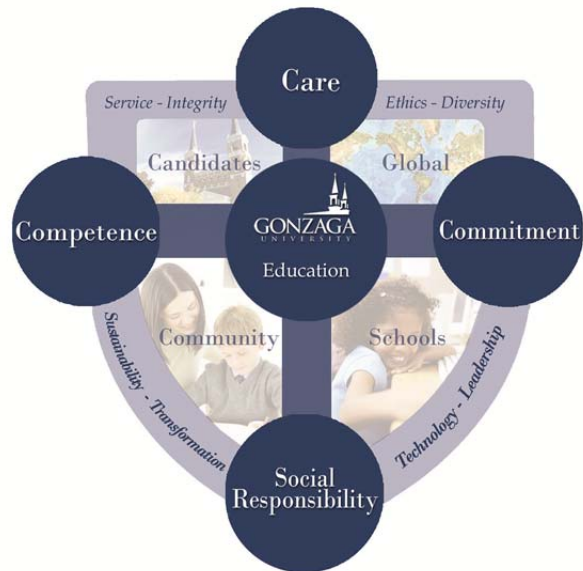 Care
Service - Integrity
Ethics - Diversity
Candidates
Global
Competence
GONZAGA
UNIVERSITY
Education
Commitment
Community
Schools
Sustainability - Transformation
Technology - Leadership
Social
Responsibility